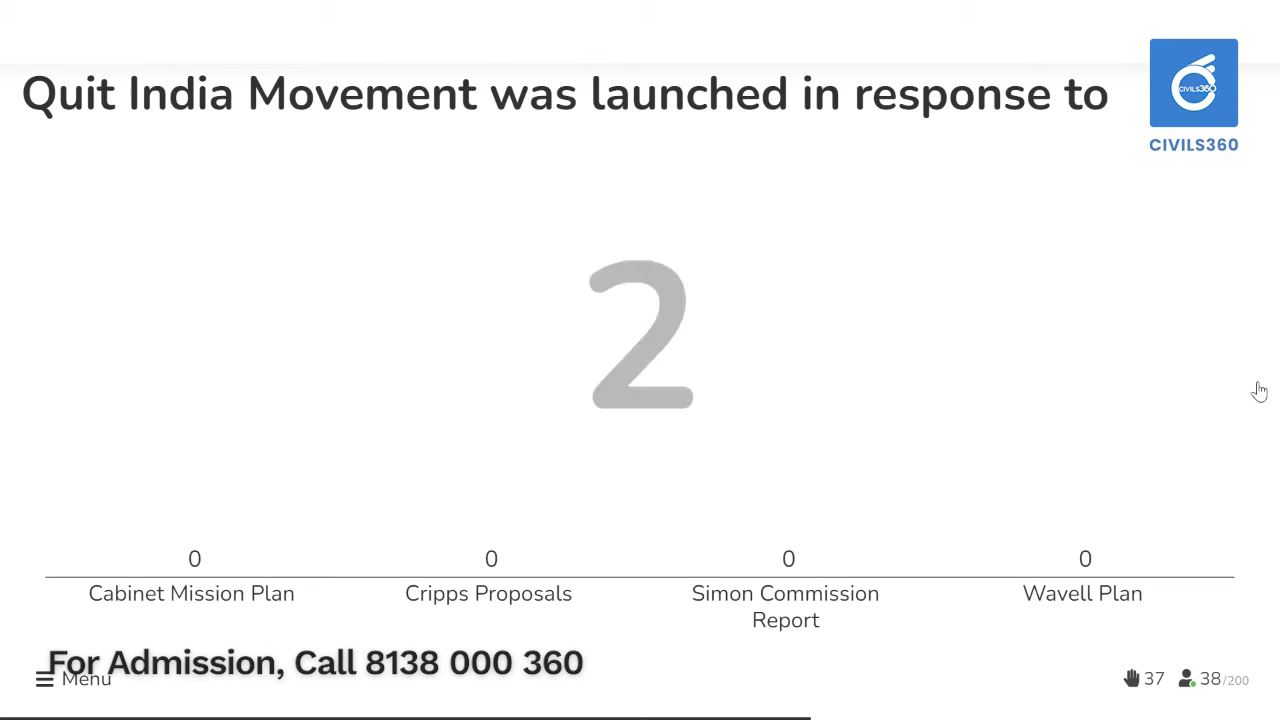 Quit India Movement was launched in response to
CIVILS360
CIVILS360
2
0 0 0 0
Cabinet Mission Plan Cripps Proposals Simon Commission Report Wavell Plan
For Admission, Call 8138 000 360
Menu
37 38/200